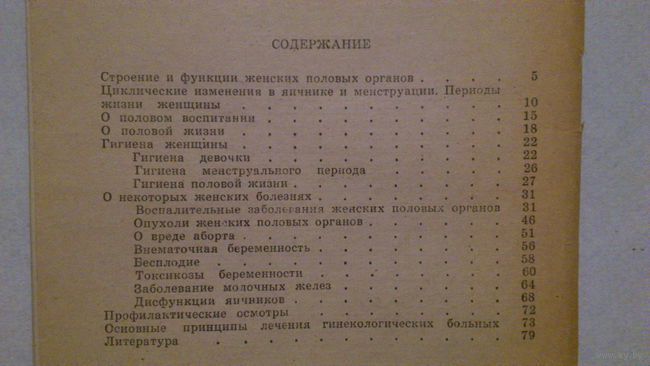 СОДЕРЖАНИЕ
Строение и функции женских половых органов . . . . 5
Циклические изменения в яичнике и менструации. Периоды
жизни женщины . . . . . . . . . . . 10
О половом воспитании . . . . . . . . . . 15
О половой жизни . . . . . . . . . . . 18
Гигиена женщины . . . . . . . . . . . 22
Гигиена девочки . . . . . . . . . . 22
Гигиена менструального периода . . . . . . 26
Гигиена половой жизни . . . . . . . . . 27
О некоторых женских болезнях . . . . . . . . 31
Воспалительные заболевания женских половых органов 31
Опухоли женских половых органов . . . . . . 46
О вреде аборта . . . . . . . . . . 51
Внематочная беременность . . . . . . . . 56
Бесплодие . . . . . . . . . . . 58
Токсикозы беременности . . . . . . . . 60
Заболевание молочных желез . . . . . . . 64
Дисфункции яичников . . . . . . . . . 68
Профилактические осмотры . . . . . . . . . 72
Основные принципы лечения гинекологических больных 73
Литература . . . . . . . . . . . . 79